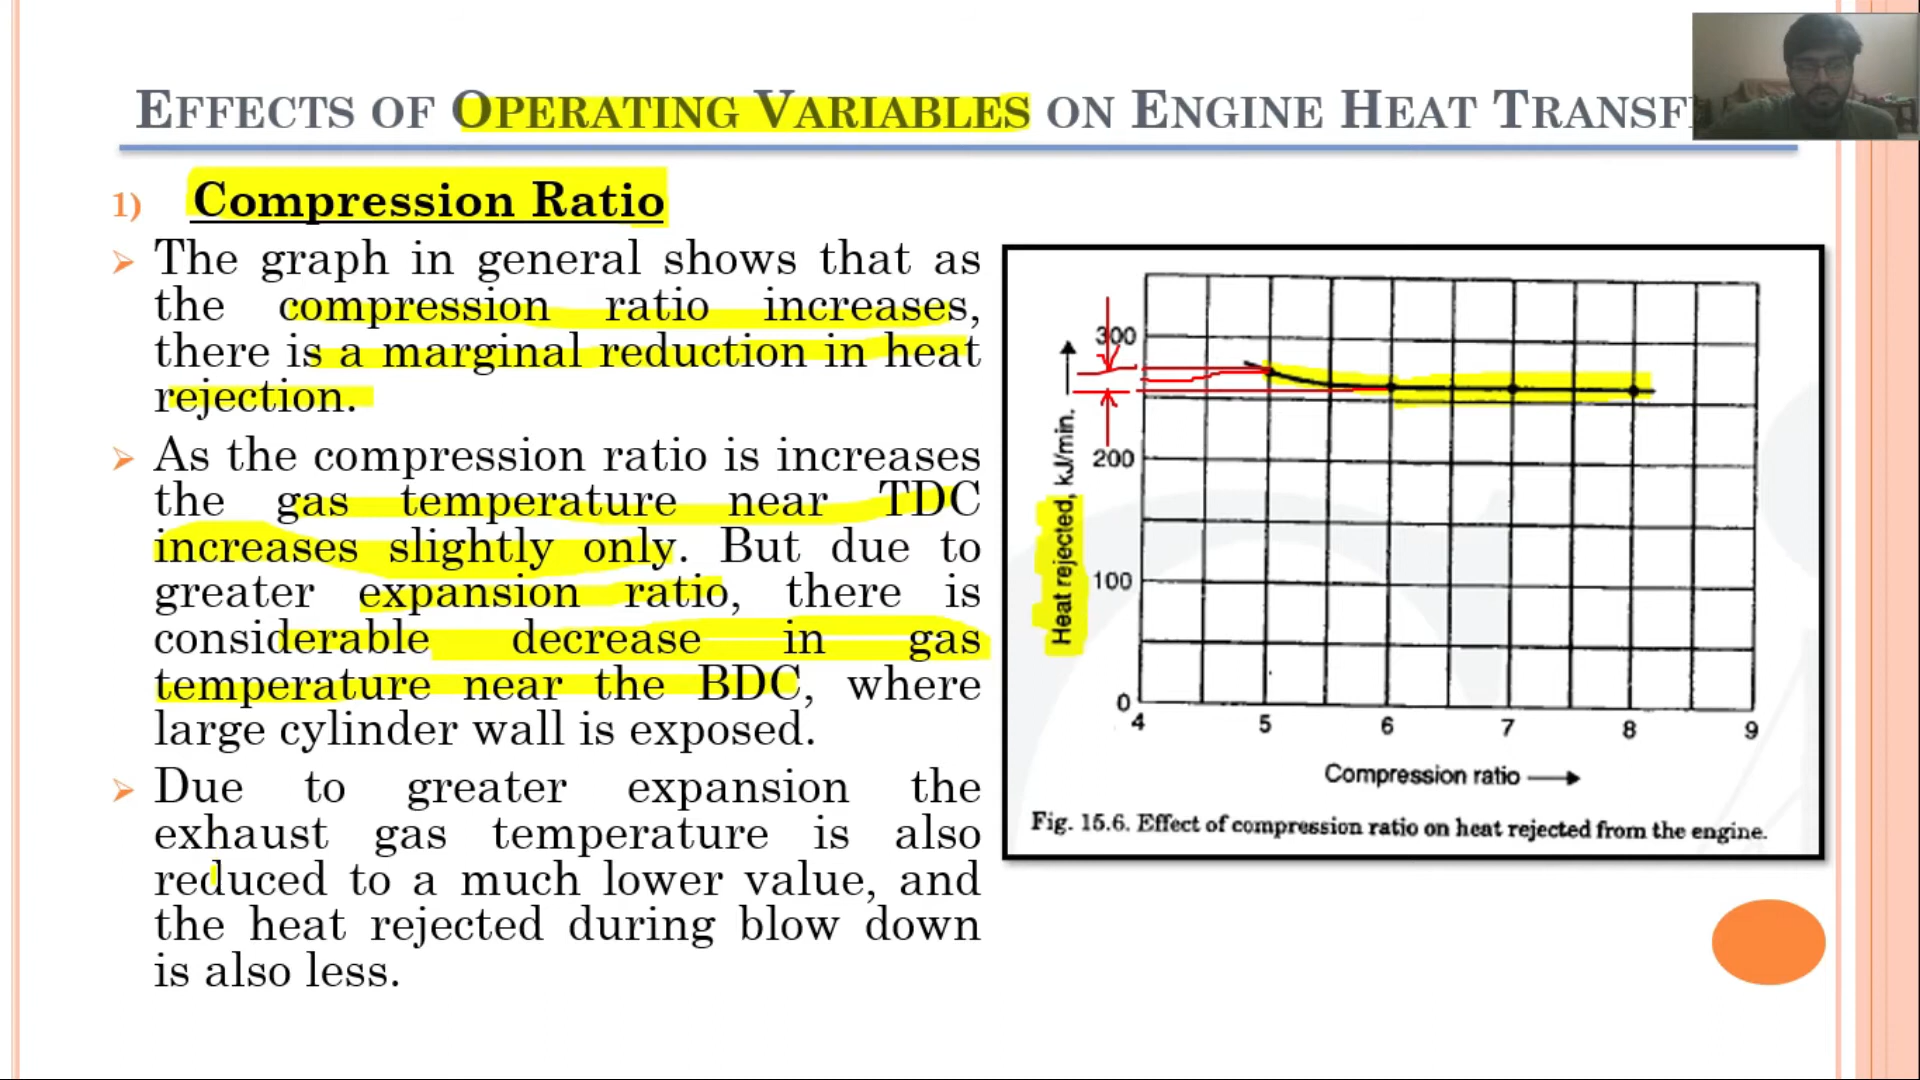 EFFECTS OF OPERATING VARIABLES ON ENGINE HEAT TRANSF
1) Compression Ratio
➢ The graph in general shows that as
the compression ratio increases,
there is a marginal reduction in heat
rejection.
➢ As the compression ratio is increases
the gas temperature near TDC
increases slightly only. But due to
greater expansion ratio, there is
considerable decrease in gas
temperature near the BDC, where
large cylinder wall is exposed.
➢ Due to greater expansion the
exhaust gas temperature is also
reduced to a much lower value, and
the heat rejected during blow down
is also less.
Heat rejected, kJ/min.
300
200
100
0
4 5 6 7 8 9
Compression ratio
Fig. 15.6. Effect of compression ratio on heat rejected from the engine.